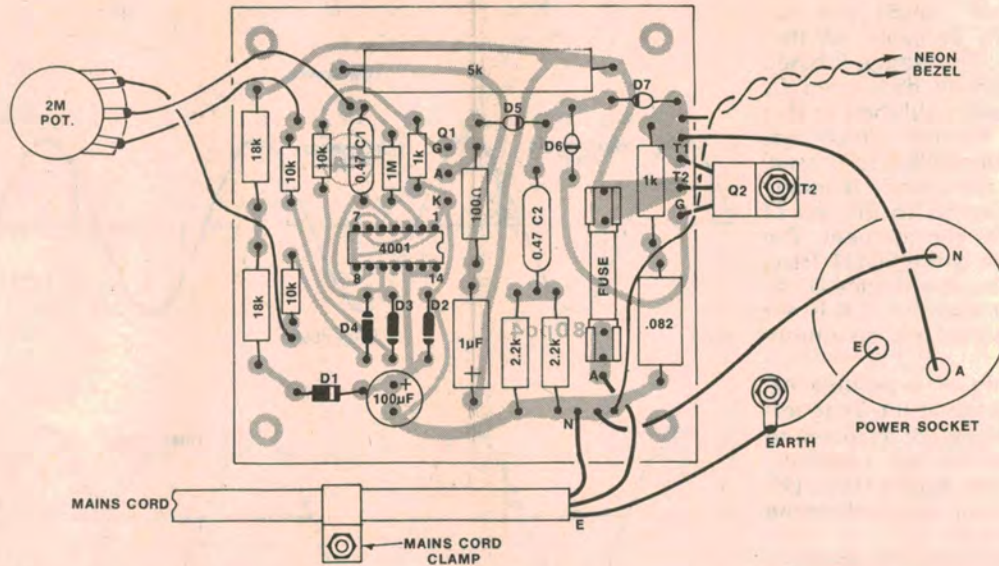 NEON
BEZEL
2M
POT.
5k
D7
D5
D6
18k
10k
10k
0.47 C1
1M
1k
Q1
G
A
K
100Ω
0.47 C2
1k
T1
T2
G
Q2
T2
7
1
4001
8
14
N
E
A
POWER SOCKET
18k
10k
D4
D3
D2
1µF
+
2.2k
2.2k
FUSE
.082
80pc4
A
D1
100µF
+
N
EARTH
MAINS CORD
E
MAINS CORD
CLAMP